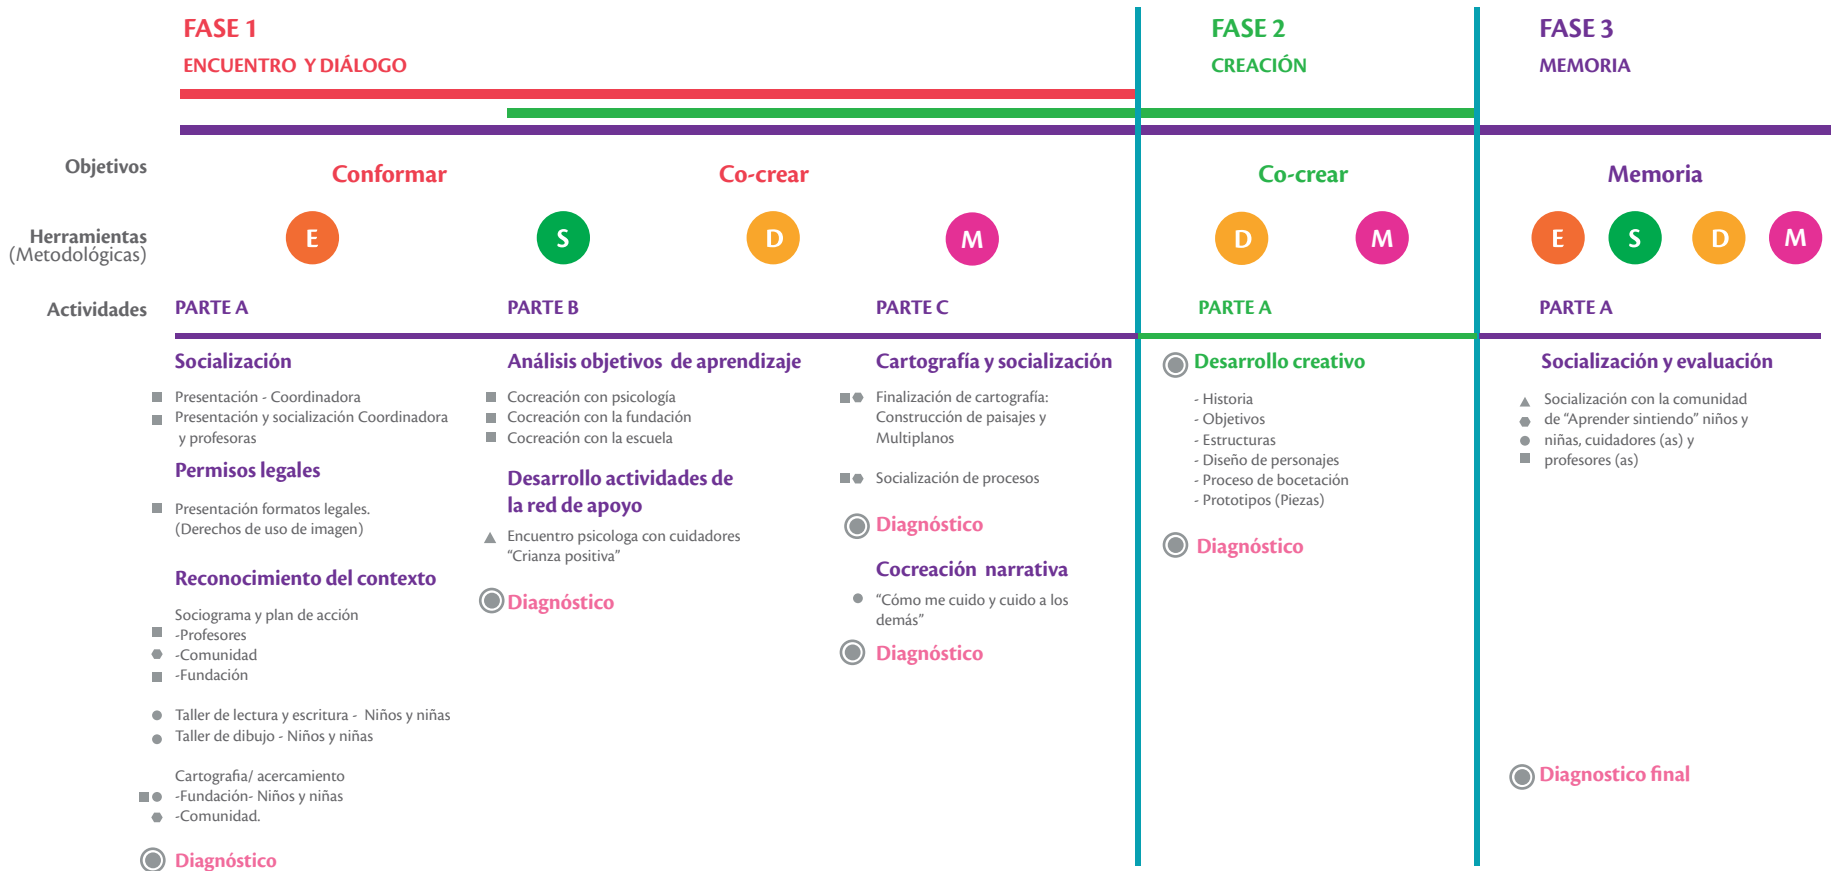 FASE 1
ENCUENTRO Y DIÁLOGO
FASE 2
CREACIÓN
FASE 3
MEMORIA
Objetivos
Conformar
Co-crear
Co-crear
Memoria
Herramientas
(Metodológicas)
E
S
D
M
D
M
E
S
D
M
Actividades
PARTE A
PARTE B
PARTE C
PARTE A
PARTE A
Socialización
Presentación - Coordinadora
Presentación y socialización Coordinadora
y profesoras
Permisos legales
Presentación formatos legales.
(Derechos de uso de imagen)
Reconocimiento del contexto
Sociograma y plan de acción
-Profesores
-Comunidad
-Fundación
Taller de lectura y escritura - Niños y niñas
Taller de dibujo - Niños y niñas
Cartografia/ acercamiento
-Fundación- Niños y niñas
-Comunidad.
Diagnóstico
Análisis objetivos de aprendizaje
Cocreación con psicología
Cocreación con la fundación
Cocreación con la escuela
Desarrollo actividades de
la red de apoyo
Encuentro psicologa con cuidadores
“Crianza positiva”
Diagnóstico
Cartografía y socialización
Finalización de cartografía:
Construcción de paisajes y
Multiplanos
Socialización de procesos
Diagnóstico
Cocreación narrativa
“Cómo me cuido y cuido a los
demás”
Diagnóstico
Desarrollo creativo
- Historia
- Objetivos
- Estructuras
- Diseño de personajes
- Proceso de bocetación
- Prototipos (Piezas)
Diagnóstico
Socialización y evaluación
Socialización con la comunidad
de “Aprender sintiendo” niños y
niñas, cuidadores (as) y
profesores (as)
Diagnostico final